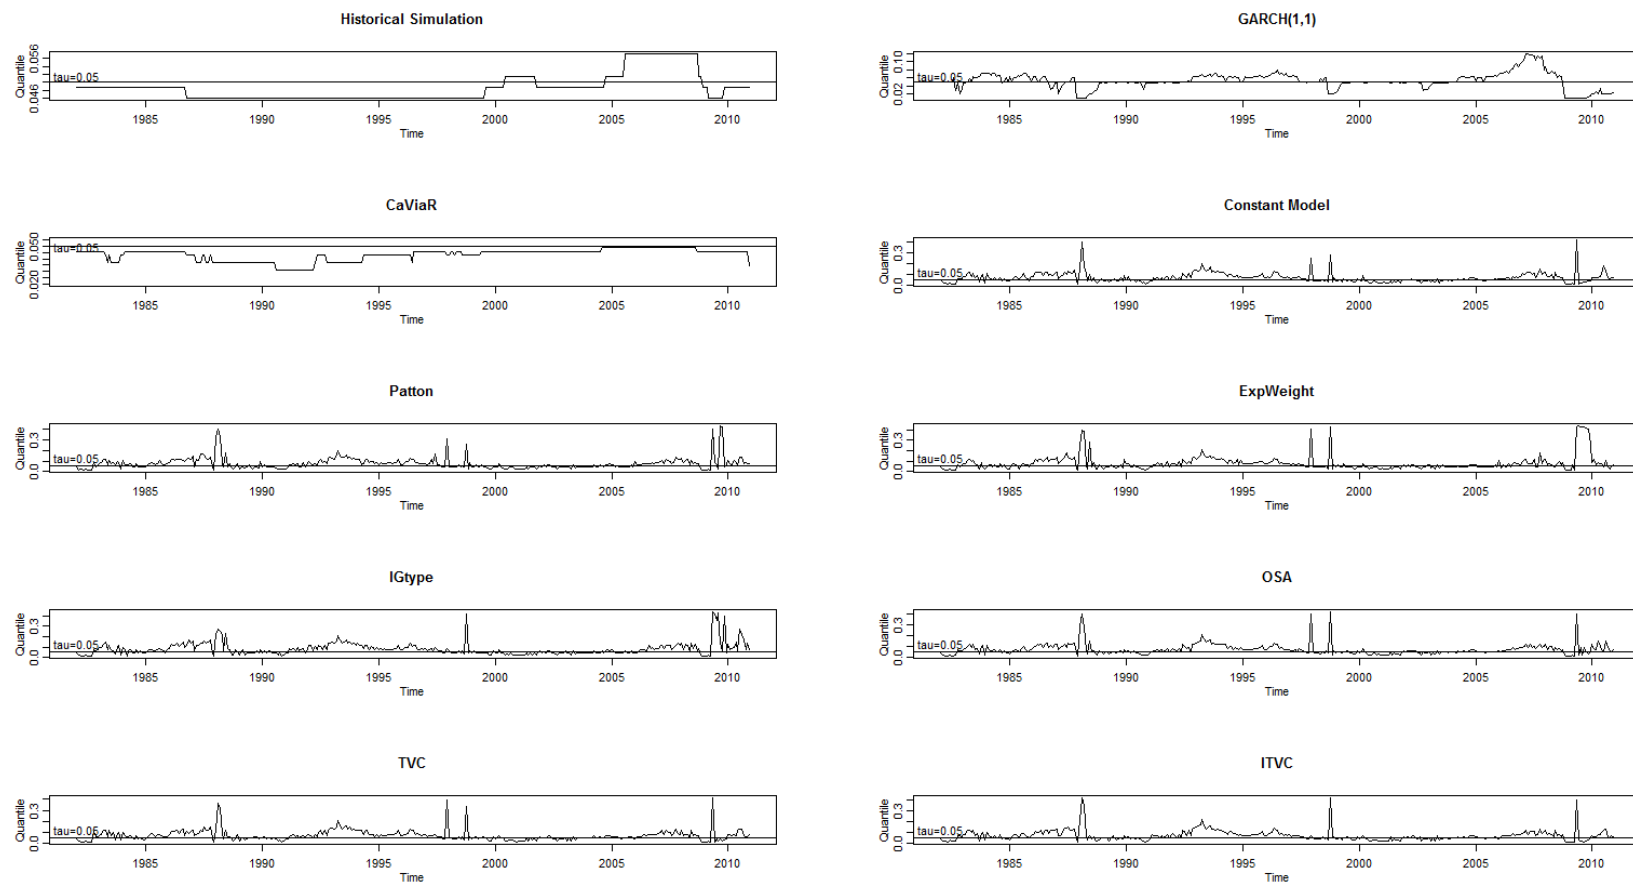 Historical Simulation
Quantile
0.046 0.056
tau=0.05
1985 1990 1995 2000 2005 2010
Time
GARCH(1,1)
Quantile
0.02 0.10
tau=0.05
1985 1990 1995 2000 2005 2010
Time
CaViaR
Quantile
0.020 0.050
tau=0.05
1985 1990 1995 2000 2005 2010
Time
Constant Model
Quantile
0.0 0.3
tau=0.05
1985 1990 1995 2000 2005 2010
Time
Patton
Quantile
0.0 0.3
tau=0.05
1985 1990 1995 2000 2005 2010
Time
ExpWeight
Quantile
0.0 0.3
tau=0.05
1985 1990 1995 2000 2005 2010
Time
IGtype
Quantile
0.0 0.3
tau=0.05
1985 1990 1995 2000 2005 2010
Time
OSA
Quantile
0.0 0.3
tau=0.05
1985 1990 1995 2000 2005 2010
Time
TVC
Quantile
0.0 0.3
tau=0.05
1985 1990 1995 2000 2005 2010
Time
ITVC
Quantile
0.0 0.3
tau=0.05
1985 1990 1995 2000 2005 2010
Time